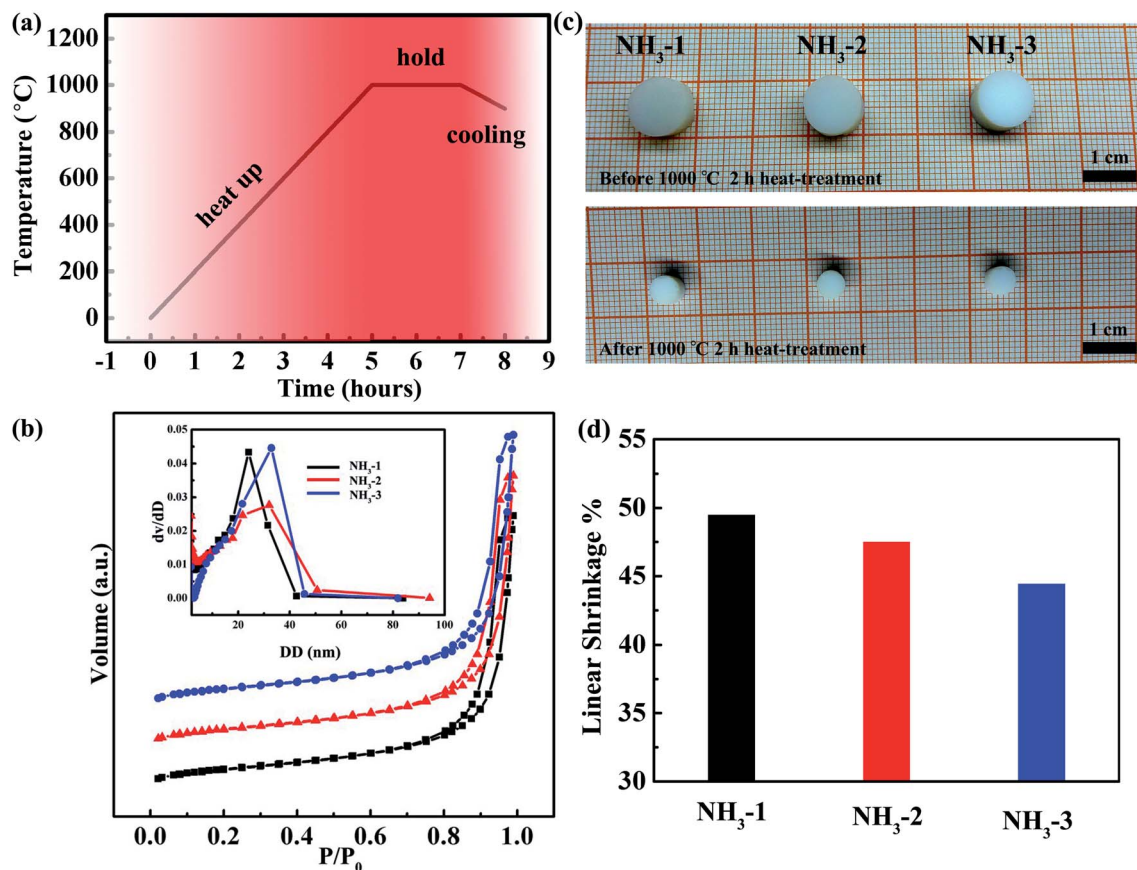 (a)
1200
1000
800
600
400
200
0
Temperature ( °C)
heat up
hold
cooling
-1 0 1 2 3 4 5 6 7 8 9
Time (hours)
(c)
NH₃-1 NH₃-2 NH₃-3
1 cm
Before 1000 °C 2 h heat-treatment
1 cm
After 1000 °C 2 h heat-treatment
(b)
Volume (a.u.)
0.05
0.04
0.03
0.02
0.01
0.00
dv/dD
NH₃-1
NH₃-2
NH₃-3
20 40 60 80 100
DD (nm)
0.0 0.2 0.4 0.6 0.8 1.0
P/P₀
(d)
55
50
45
40
35
30
Linear Shrinkage %
NH₃-1 NH₃-2 NH₃-3